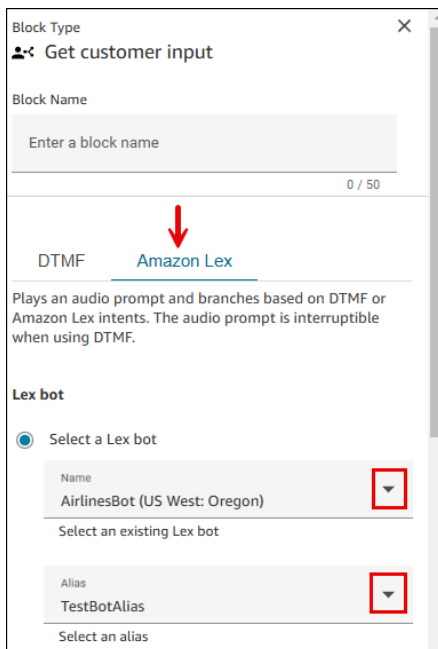 Block Type
Get customer input
Block Name
Enter a block name
0 / 50
DTMF
Amazon Lex
Plays an audio prompt and branches based on DTMF or
Amazon Lex intents. The audio prompt is interruptible
when using DTMF.
Lex bot
Select a Lex bot
Name
AirlinesBot (US West: Oregon)
Select an existing Lex bot
Alias
TestBotAlias
Select an alias